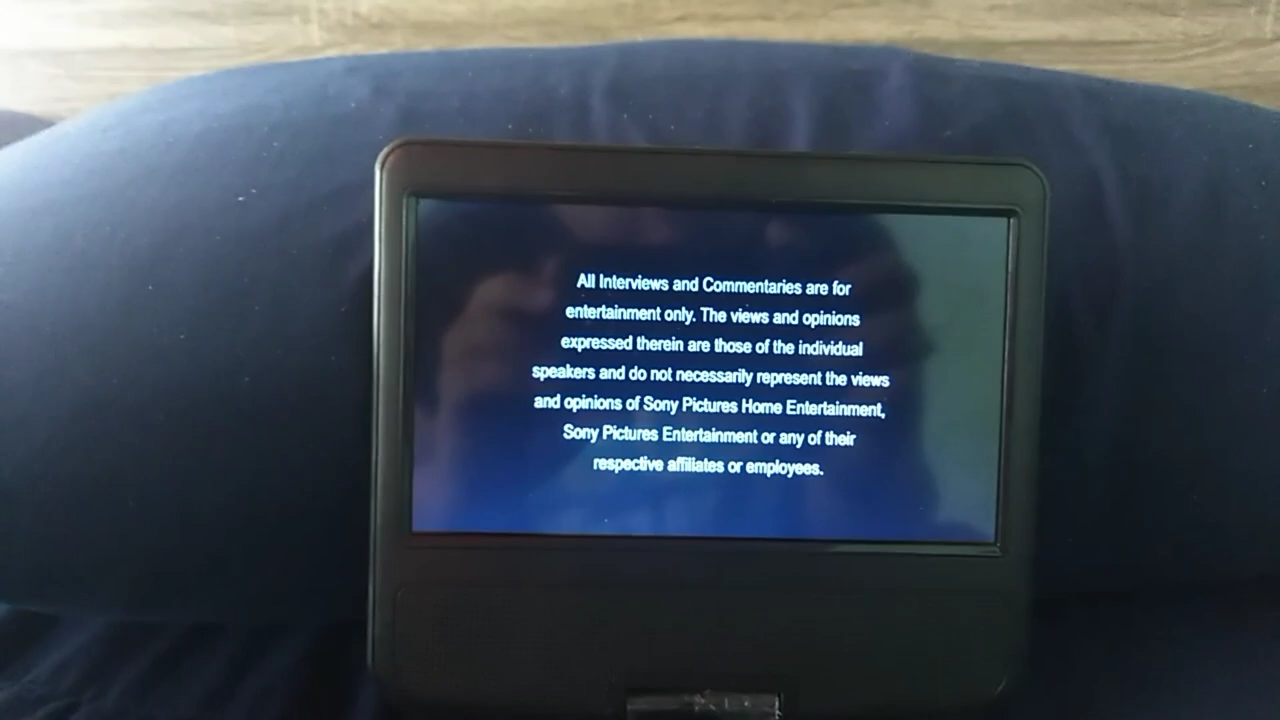 All Interviews and Commentaries are for
entertainment only. The views and opinions
expressed therein are those of the individual
speakers and do not necessarily represent the views
and opinions of Sony Pictures Home Entertainment,
Sony Pictures Entertainment or any of their
respective affiliates or employees.